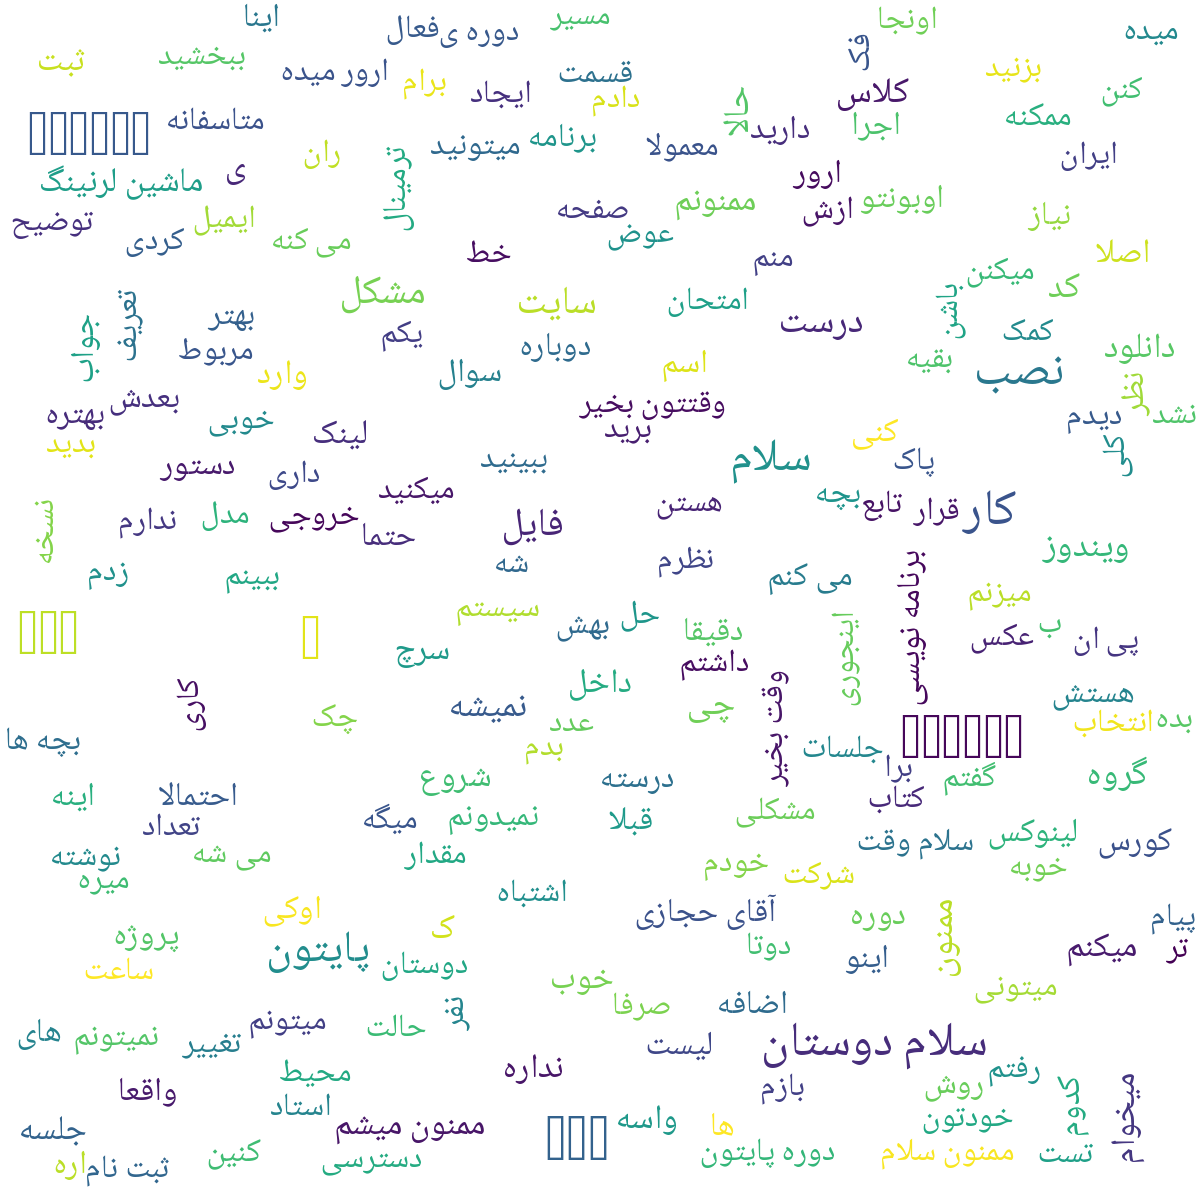 اینا
دوره ی
فعال
مسیر
اونجا
میده
ثبت
ببخشید
ارور میده
برام
ایجاد
قسمت
دادم
فک
کلاس
بزنید
کنن
متاسفانه
ران
ترمینال
میتونید
برنامه
معمولا
حالا
دارید
اجرا
ممکنه
ایران
ماشین لرنینگ
ی
ارور
توضیح
کردی
ایمیل
می کنه
خط
صفحه
عوض
ممنونم
ازش
اوبونتو
نیاز
اصلا
منم
میکنن
کد
جواب
تعریف
بهتر
مربوط
مشکل
یکم
سایت
دوباره
امتحان
درست
باشن
کمک
بقیه
نصب
دانلود
نظر
نشد
وارد
سوال
اسم
بهتره
بعدش
خوبی
لینک
وقتتون بخیر
برید
دیدم
کنی
کلی
بدید
دستور
داری
میکنید
ببینید
سلام
پاک
بچه
تابع
قرار
کار
هستن
نسخه
ندارم
مدل
خروجی
حتما
فایل
ویندوز
زدم
ببینم
شه
نظرم
می کنم
برنامه نویسی
میزنم
سیستم
بهش
حل
دقیقا
داشتم
اینجوری
عکس
ب
پی ان
سرچ
کاری
داخل
وقت بخیر
هستش
چک
نمیشه
عدد
چی
بدم
انتخاب
بده
بچه ها
جلسات
برا
کتاب
گفتم
گروه
اینه
احتمالا
تعداد
شروع
درسته
میگه
نمیدونم
قبلا
مشکلی
سلام وقت
لینوکس
خوبه
کورس
نوشته
میره
می شه
مقدار
خودم
شرکت
اشتباه
اوکی
ک
آقای حجازی
دوره
ممنون
پیام
تر
پروژه
ساعت
پایتون
دوستان
دوتا
اینو
میکنم
خوب
صرفا
اضافه
میتونی
های
نمیتونم
تغییر
میتونم
حالت
نفر
لیست
سلام دوستان
رفتم
واقعا
محیط
استاد
نداره
بازم
روش
خودتون
کدوم
میخوام
جلسه
ممنون میشم
واسه
ها
اره
ثبت نام
کنین
دسترسی
دوره پایتون
ممنون سلام
تست